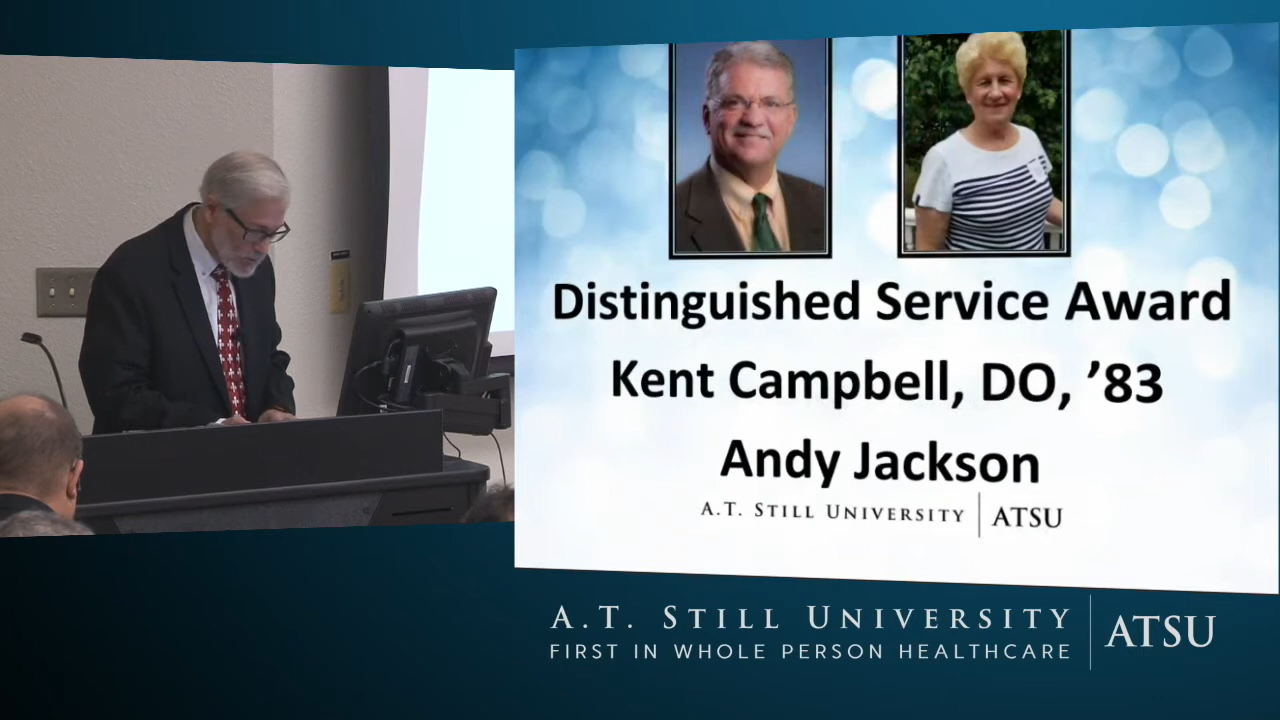 Distinguished Service Award
Kent Campbell, DO, ’83
Andy Jackson
A.T. Still University | ATSU
A.T. Still University | ATSU
FIRST IN WHOLE PERSON HEALTHCARE